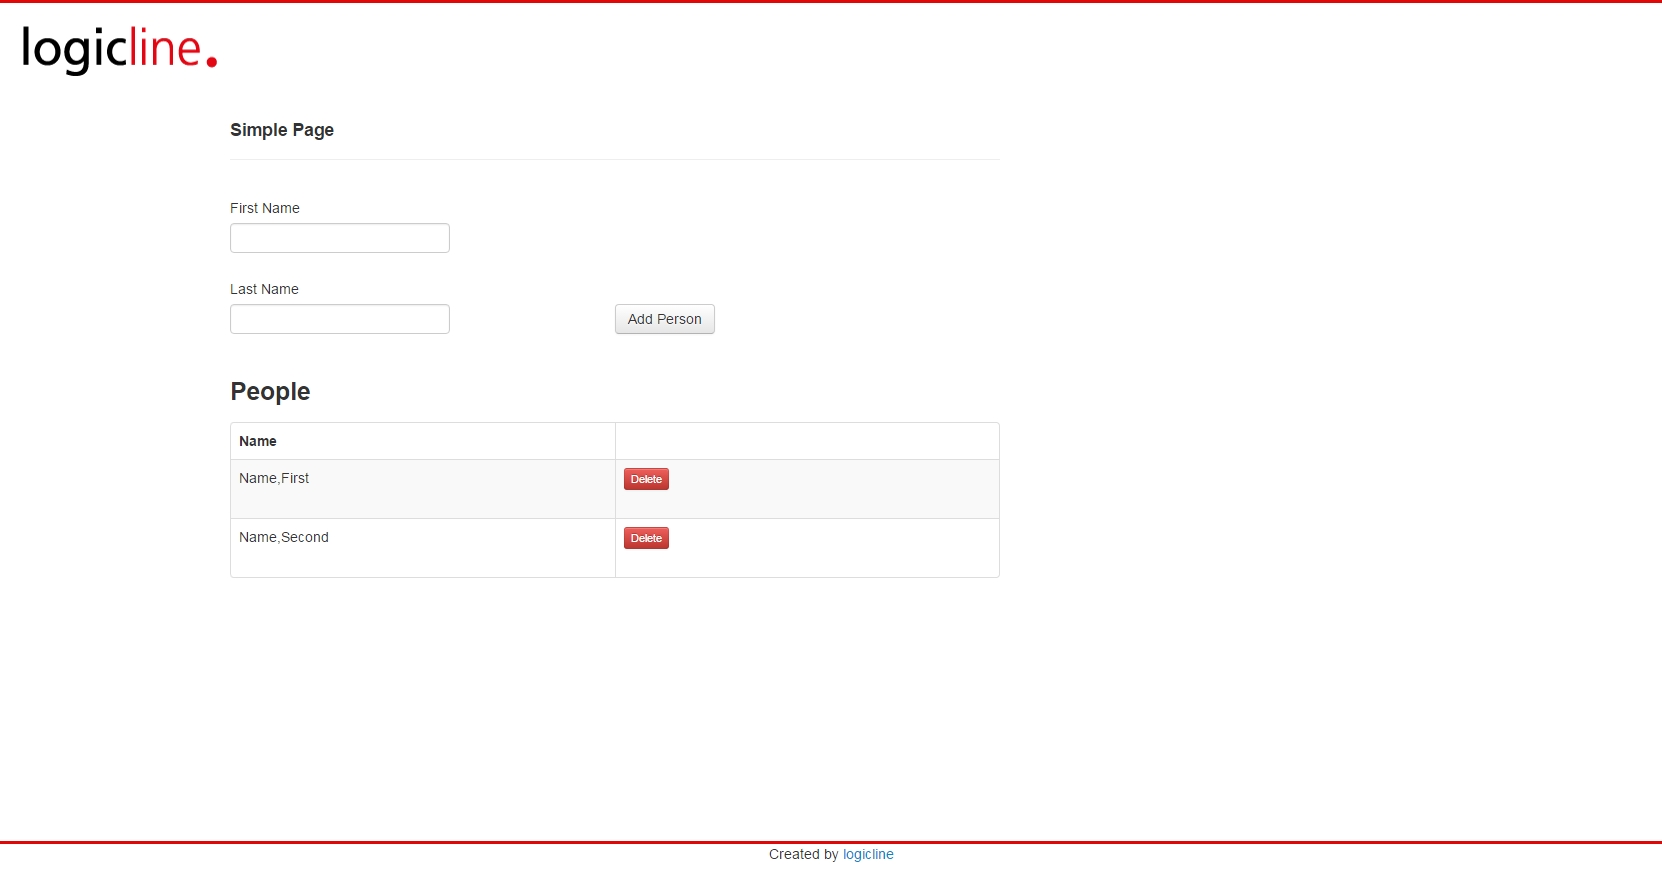 logicline.
Simple Page
First Name
Last Name
Add Person
People
Name
Name,First
Delete
Name,Second
Delete
Created by logicline